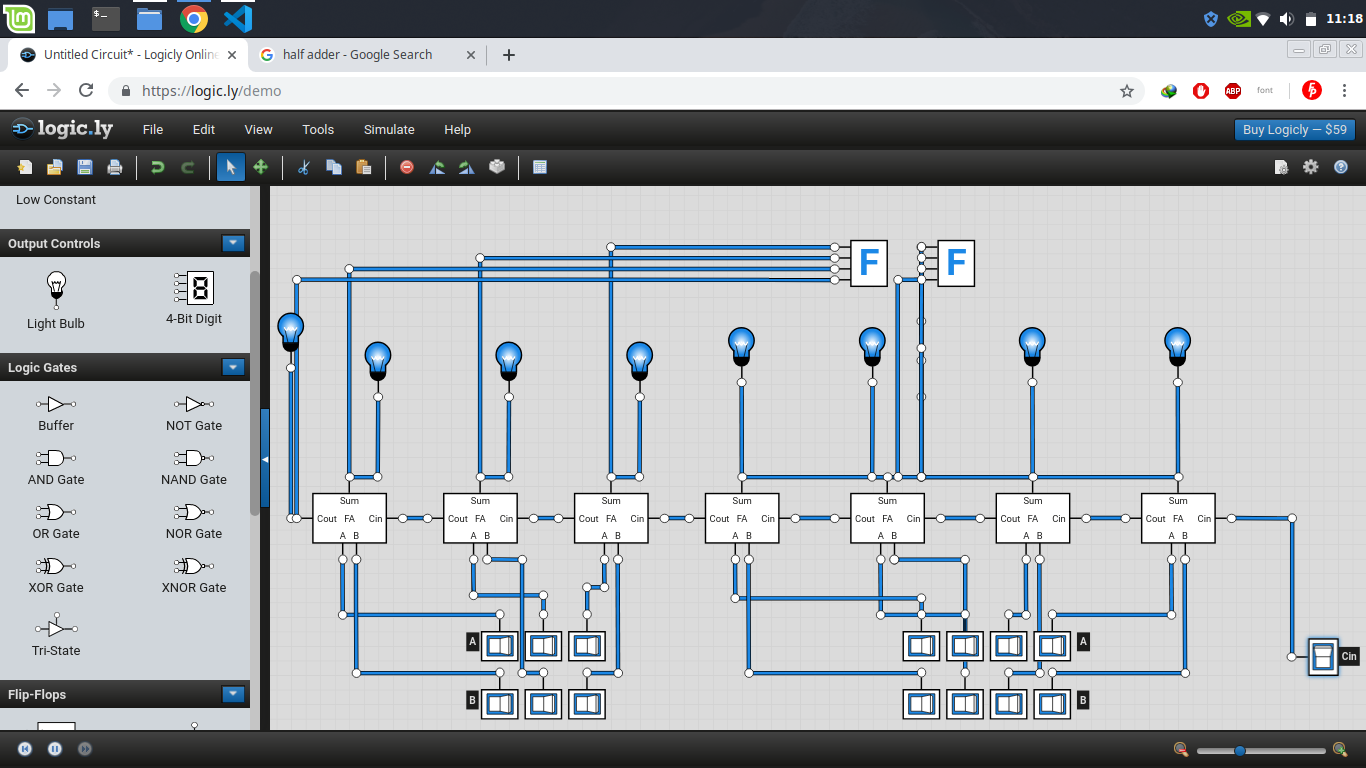 11:18
Untitled Circuit* - Logicly Online
half adder - Google Search
https://logic.ly/demo
ABP
font
logic.ly File Edit View Tools Simulate Help Buy Logicly — $59
Low Constant
Output Controls
Light Bulb 4-Bit Digit
Logic Gates
Buffer NOT Gate
AND Gate NAND Gate
OR Gate NOR Gate
XOR Gate XNOR Gate
Tri-State
Flip-Flops
F F
Sum Sum Sum Sum Sum Sum Sum
Cout FA Cin Cout FA Cin Cout FA Cin Cout FA Cin Cout FA Cin Cout FA Cin Cout FA Cin
A B A B A B A B A B A B A B
A A
Cin
B B